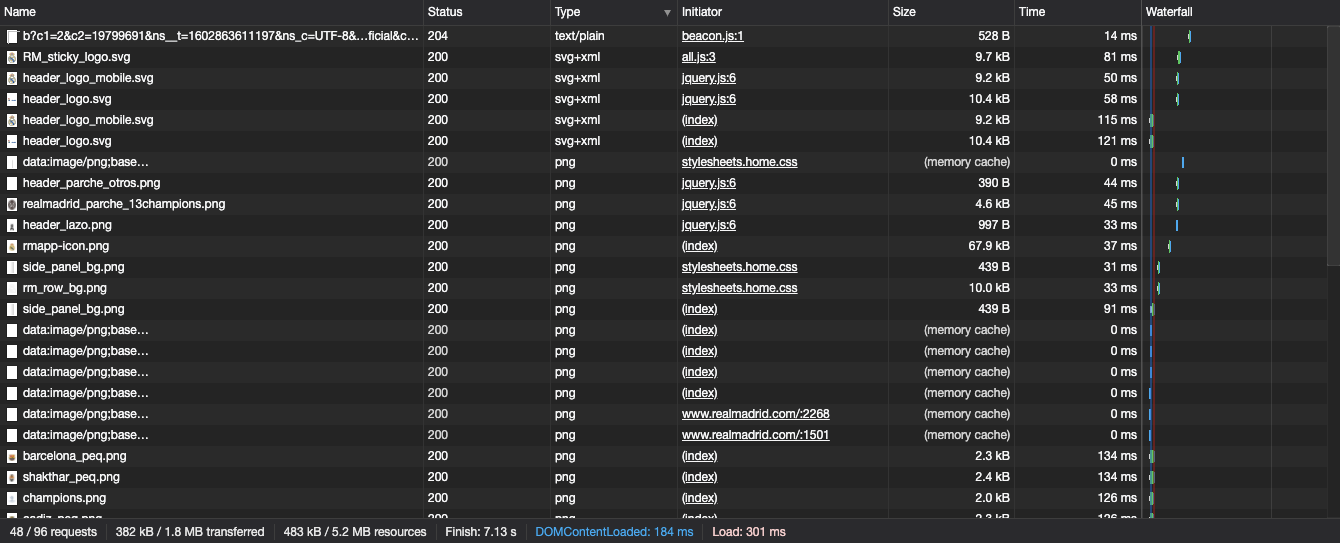 Name Status Type Initiator Size Time Waterfall
b?c1=2&c2=19799691&ns__t=1602863611197&ns_c=UTF-8&…ficial&c… 204 text/plain beacon.js:1 528 B 14 ms
RM_sticky_logo.svg 200 svg+xml all.js:3 9.7 kB 81 ms
header_logo_mobile.svg 200 svg+xml jquery.js:6 9.2 kB 50 ms
header_logo.svg 200 svg+xml jquery.js:6 10.4 kB 58 ms
header_logo_mobile.svg 200 svg+xml (index) 9.2 kB 115 ms
header_logo.svg 200 svg+xml (index) 10.4 kB 121 ms
data:image/png;base… 200 png stylesheets.home.css (memory cache) 0 ms
header_parche_otros.png 200 png jquery.js:6 390 B 44 ms
realmadrid_parche_13champions.png 200 png jquery.js:6 4.6 kB 45 ms
header_lazo.png 200 png jquery.js:6 997 B 33 ms
rmapp-icon.png 200 png (index) 67.9 kB 37 ms
side_panel_bg.png 200 png stylesheets.home.css 439 B 31 ms
rm_row_bg.png 200 png stylesheets.home.css 10.0 kB 33 ms
side_panel_bg.png 200 png (index) 439 B 91 ms
data:image/png;base… 200 png (index) (memory cache) 0 ms
data:image/png;base… 200 png (index) (memory cache) 0 ms
data:image/png;base… 200 png (index) (memory cache) 0 ms
data:image/png;base… 200 png (index) (memory cache) 0 ms
data:image/png;base… 200 png www.realmadrid.com/:2268 (memory cache) 0 ms
data:image/png;base… 200 png www.realmadrid.com/:1501 (memory cache) 0 ms
barcelona_peq.png 200 png (index) 2.3 kB 134 ms
shakthar_peq.png 200 png (index) 2.4 kB 134 ms
champions.png 200 png (index) 2.0 kB 126 ms
48 / 96 requests 382 kB / 1.8 MB transferred 483 kB / 5.2 MB resources Finish: 7.13 s DOMContentLoaded: 184 ms Load: 301 ms